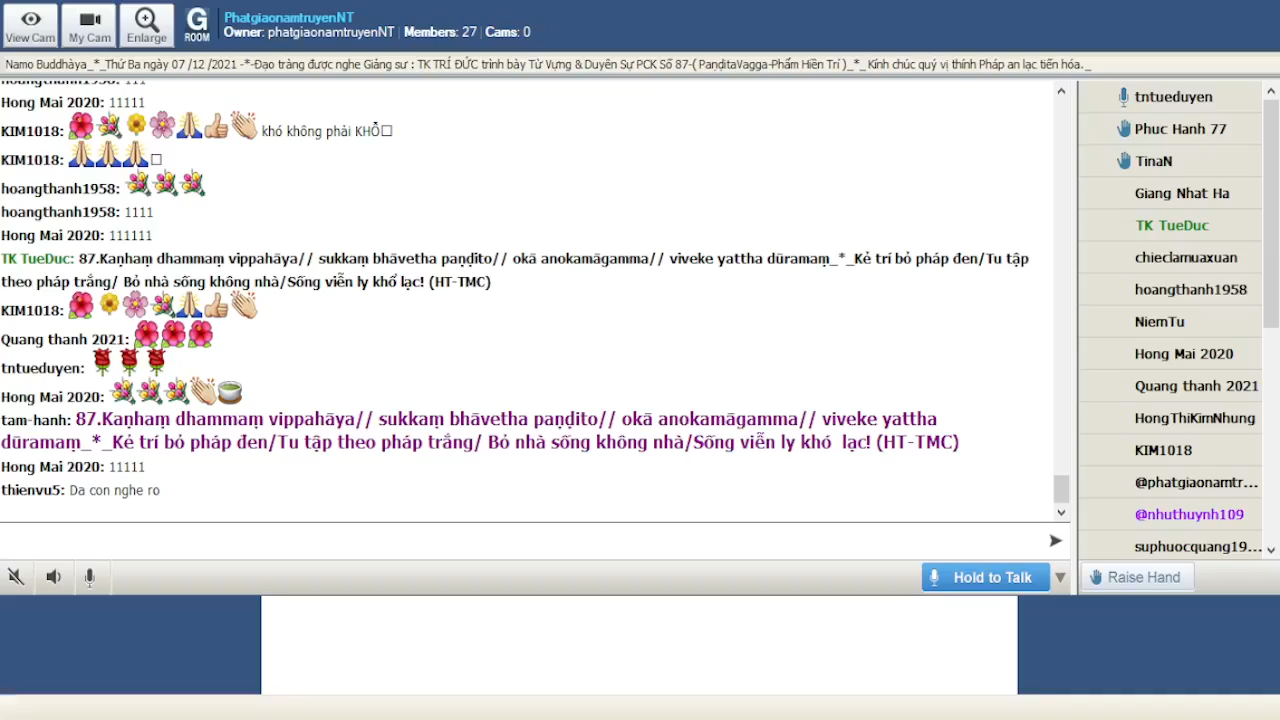 View Cam
My Cam
Enlarge
G
ROOM
PhatgiaonamtruyenNT
Owner: phatgiaonamtruyenNT | Members: 27 | Cams: 0
Namo Buddhàya_*_Thứ Ba ngày 07 /12 /2021 -*-Đạo tràng được nghe Giảng sư : TK TRÍ ĐỨC trình bày Từ Vựng & Duyên Sự PCK Số 87-( PaṇḍitaVagga-Phẩm Hiền Trí )_*_ Kính chúc quý vị thính Pháp an lạc tiến hóa._
hoangthanh1958: 111
Hong Mai 2020: 11111
KIM1018: khó không phải KHỔ
KIM1018:
hoangthanh1958:
hoangthanh1958: 1111
Hong Mai 2020: 111111
TK TueDuc: 87.Kaṇhaṃ dhammaṃ vippahāya// sukkaṃ bhāvetha paṇḍito// okā anokamāgamma// viveke yattha dūramaṃ_*_Kẻ trí bỏ pháp đen/Tu tập
theo pháp trắng/ Bỏ nhà sống không nhà/Sống viễn ly khổ lạc! (HT-TMC)
KIM1018:
Quang thanh 2021:
tntueduyen:
Hong Mai 2020:
tam-hanh: 87.Kaṇhaṃ dhammaṃ vippahāya// sukkaṃ bhāvetha paṇḍito// okā anokamāgamma// viveke yattha
dūramaṃ_*_Kẻ trí bỏ pháp đen/Tu tập theo pháp trắng/ Bỏ nhà sống không nhà/Sống viễn ly khó  lạc! (HT-TMC)
Hong Mai 2020: 11111
thienvu5: Da con nghe ro
Hold to Talk
tntueduyen
Phuc Hanh 77
TinaN
Giang Nhat Ha
TK TueDuc
chieclamuaxuan
hoangthanh1958
NiemTu
Hong Mai 2020
Quang thanh 2021
HongThiKimNhung
KIM1018
@phatgiaonamtr...
@nhuthuynh109
suphuocquang19...
Raise Hand